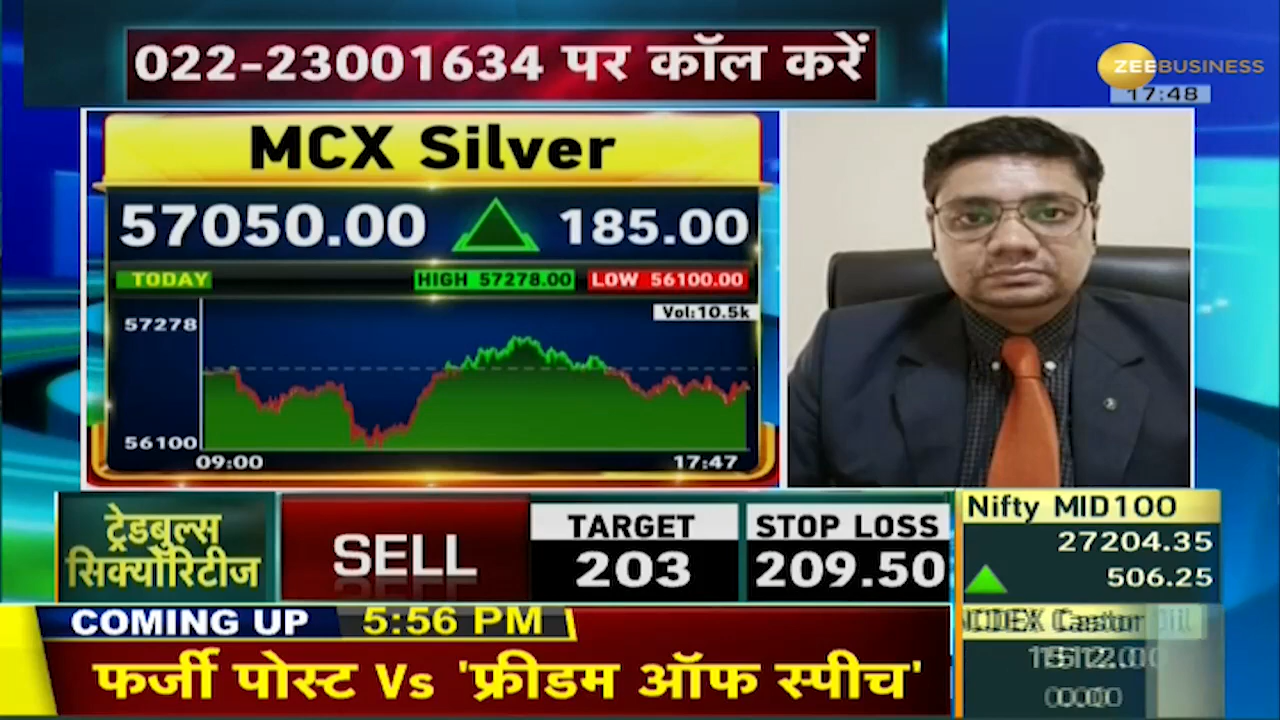 022-23001634 पर कॉल करें
ZEEBUSINESS
17:48
MCX Silver
57050.00 185.00
TODAY HIGH 57278.00 LOW 56100.00
Vol:10.5k
57278
56100
09:00 17:47
ट्रेडबुल्स
सिक्योरिटीज
SELL
TARGET
203
STOP LOSS
209.50
Nifty MID100
27204.35
506.25
COMING UP 5:56 PM
फर्जी पोस्ट Vs 'फ्रीडम ऑफ स्पीच'